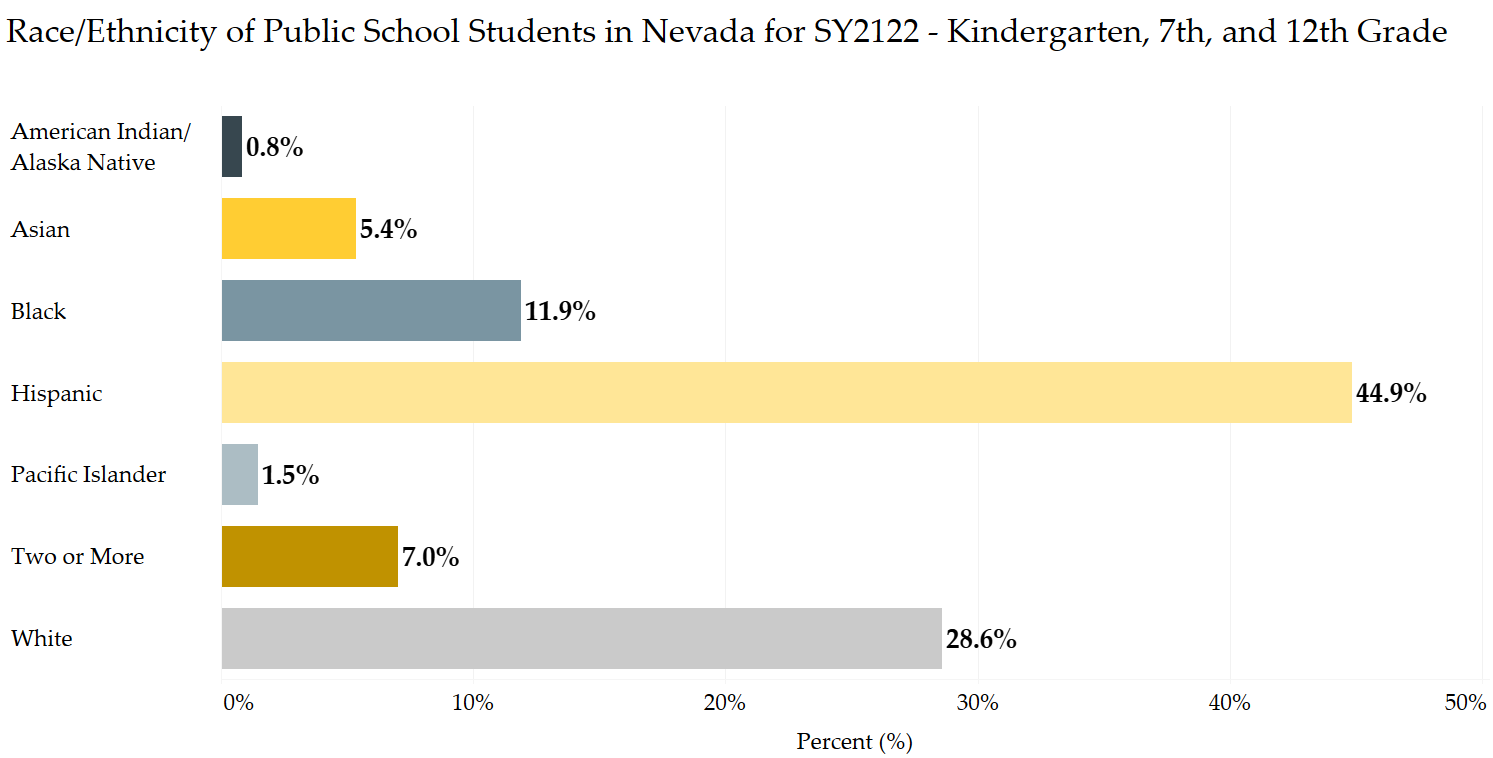 Race/Ethnicity of Public School Students in Nevada for SY2122 - Kindergarten, 7th, and 12th Grade
American Indian/
Alaska Native
0.8%
Asian
5.4%
Black
11.9%
Hispanic
44.9%
Pacific Islander
1.5%
Two or More
7.0%
White
28.6%
0%
10%
20%
30%
40%
50%
Percent (%)